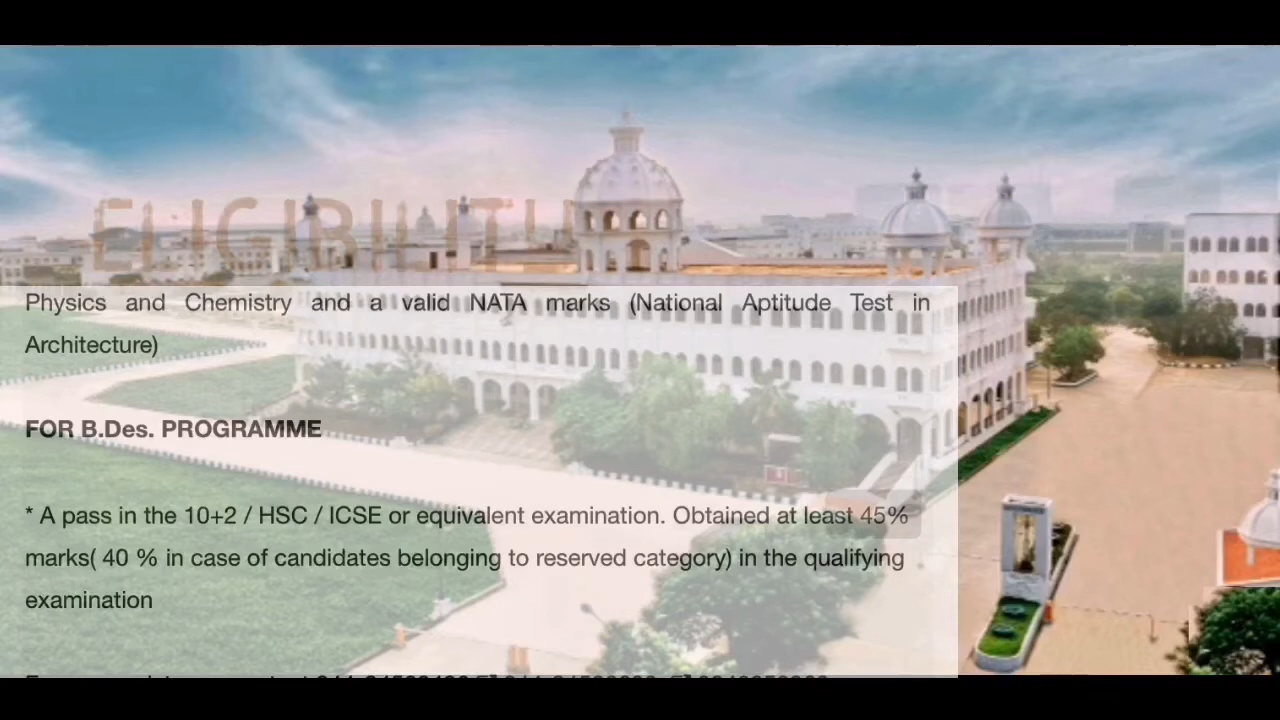 ELIGIBILITY
Physics and Chemistry and a valid NATA marks (National Aptitude Test in
Architecture)
FOR B.Des. PROGRAMME
* A pass in the 10+2 / HSC / ICSE or equivalent examination. Obtained at least 45%
marks( 40 % in case of candidates belonging to reserved category) in the qualifying
examination